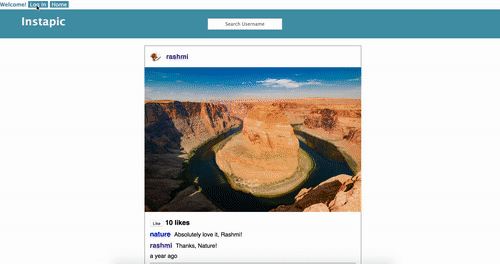 Welcome! Log In Home
Instapic
Search Username
rashmi
Like 10 likes
nature Absolutely love it, Rashmi!
rashmi Thanks, Nature!
a year ago